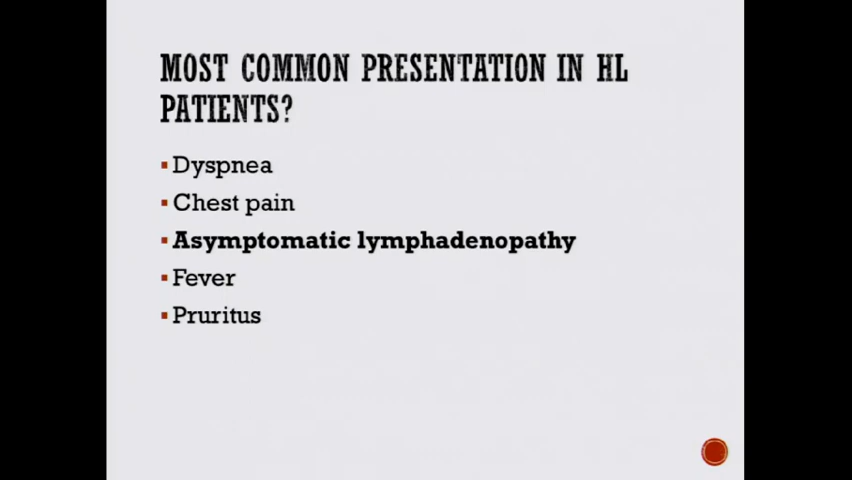 MOST COMMON PRESENTATION IN HL
PATIENTS?
Dyspnea
Chest pain
Asymptomatic lymphadenopathy
Fever
Pruritus